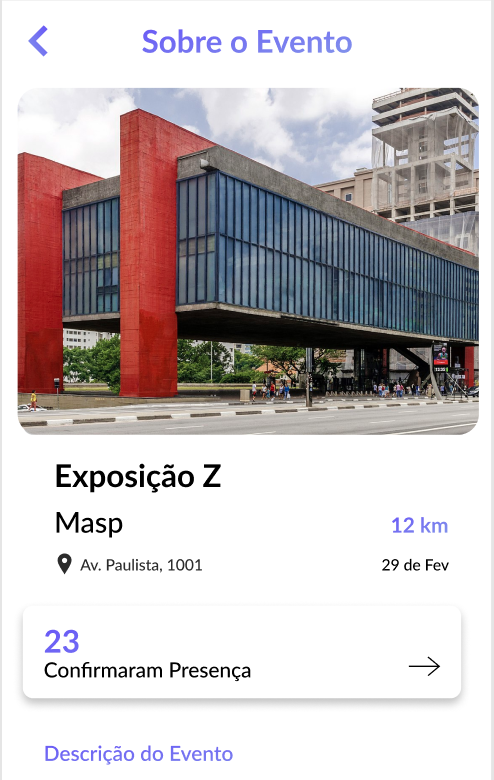 Sobre o Evento
Exposição Z
Masp
12 km
Av. Paulista, 1001
29 de Fev
23
Confirmaram Presença
Descrição do Evento